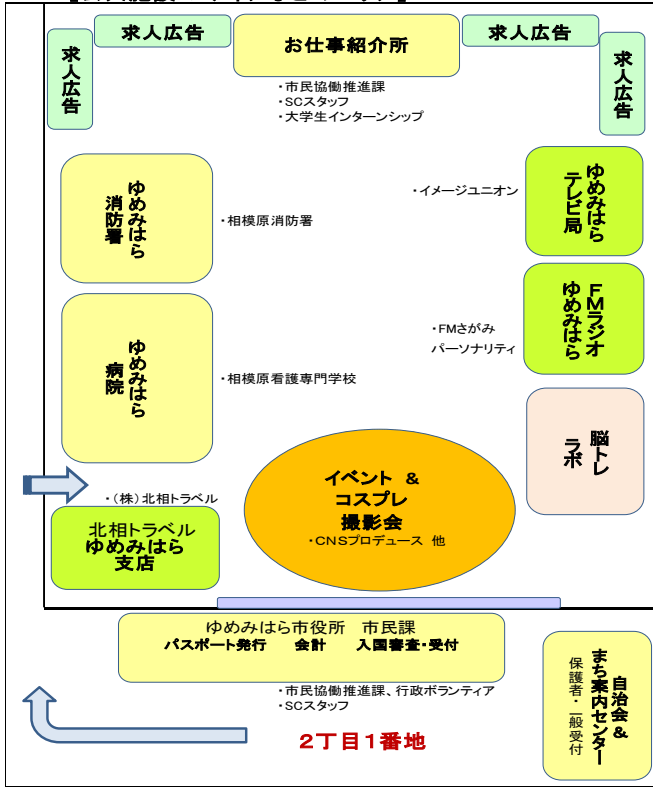 求人広告
お仕事紹介所
求人広告
求人広告
求人広告
・市民協働推進課
・SCスタッフ
・大学生インターンシップ
ゆめみはら
消防署
・相模原消防署
・イメージユニオン
ゆめみはら
テレビ局
ゆめみはら
病院
・相模原看護専門学校
・FMさがみ
パーソナリティ
FMラジオ
ゆめみはら
脳トレ
ラボ
イベント &
コスプレ
撮影会
・CNSプロデュース 他
・(株)北相トラベル
北相トラベル
ゆめみはら
支店
ゆめみはら市役所 市民課
パスポート発行 会計 入国審査・受付
・市民協働推進課、行政ボランティア
・SCスタッフ
2丁目1番地
自治会&
まち案内センター
保護者・一般受付